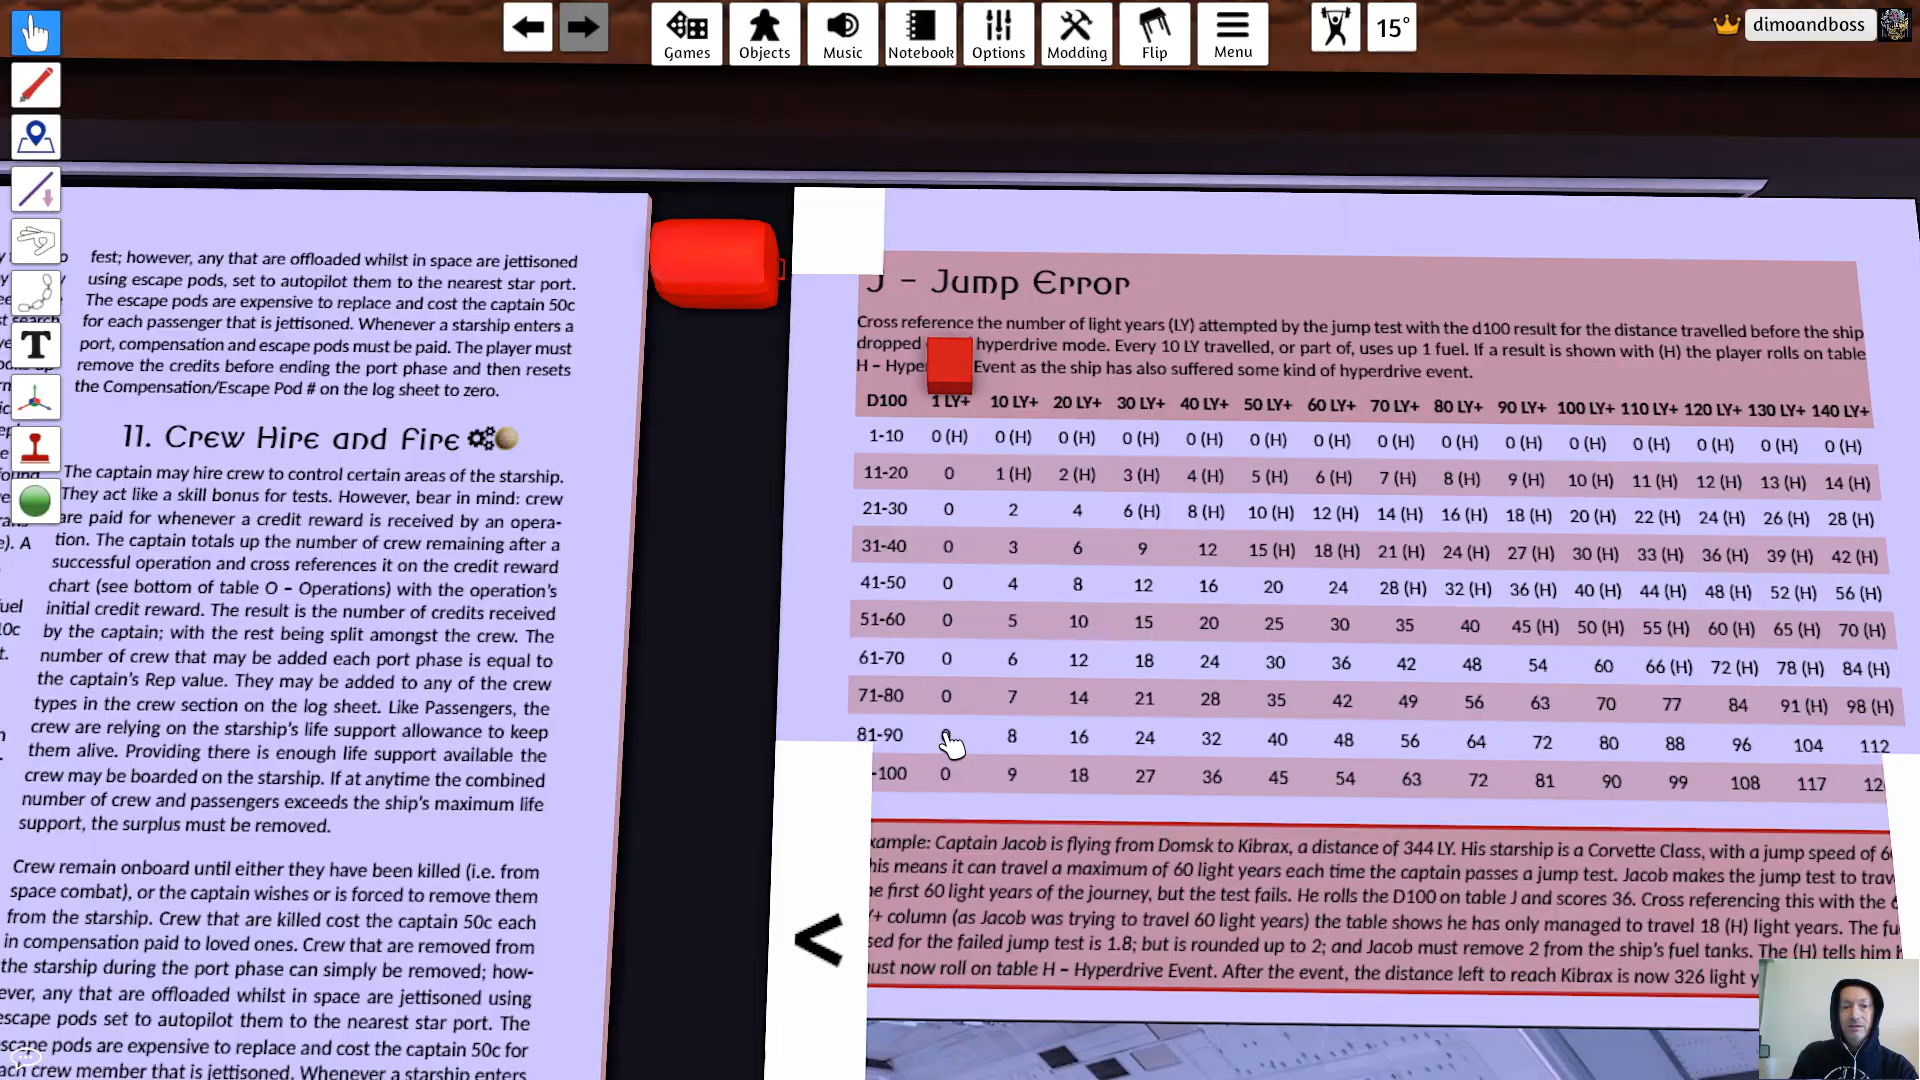 Games
Objects
Music
Notebook
Options
Modding
Flip
Menu
15°
dimoandboss
fest; however, any that are offloaded whilst in space are jettisoned
using escape pods, set to autopilot them to the nearest star port.
The escape pods are expensive to replace and cost the captain 50c
for each passenger that is jettisoned. Whenever a starship enters a
port, compensation and escape pods must be paid. The player must
remove the credits before ending the port phase and then resets
the Compensation/Escape Pod # on the log sheet to zero.
11. Crew Hire and Fire
The captain may hire crew to control certain areas of the starship.
They act like a skill bonus for tests. However, bear in mind: crew
are paid for whenever a credit reward is received by an opera-
tion. The captain totals up the number of crew remaining after a
successful operation and cross references it on the credit reward
chart (see bottom of table O – Operations) with the operation's
initial credit reward. The result is the number of credits received
by the captain; with the rest being split amongst the crew. The
number of crew that may be added each port phase is equal to
the captain's Rep value. They may be added to any of the crew
types in the crew section on the log sheet. Like Passengers, the
crew are relying on the starship's life support allowance to keep
them alive. Providing there is enough life support available the
crew may be boarded on the starship. If at anytime the combined
number of crew and passengers exceeds the ship's maximum life
support, the surplus must be removed.
Crew remain onboard until either they have been killed (i.e. from
space combat), or the captain wishes or is forced to remove them
from the starship. Crew that are killed cost the captain 50c each
in compensation paid to loved ones. Crew that are removed from
the starship during the port phase can simply be removed; how-
ever, any that are offloaded whilst in space are jettisoned using
escape pods set to autopilot them to the nearest star port. The
escape pods are expensive to replace and cost the captain 50c for
each crew member that is jettisoned. Whenever a starship enters
J – Jump Error
Cross reference the number of light years (LY) attempted by the jump test with the d100 result for the distance travelled before the ship
dropped hyperdrive mode. Every 10 LY travelled, or part of, uses up 1 fuel. If a result is shown with (H) the player rolls on table
H – Hype Event as the ship has also suffered some kind of hyperdrive event.
D100 1 LY+ 10 LY+ 20 LY+ 30 LY+ 40 LY+ 50 LY+ 60 LY+ 70 LY+ 80 LY+ 90 LY+ 100 LY+ 110 LY+ 120 LY+ 130 LY+ 140 LY+
1-10 0 (H) 0 (H) 0 (H) 0 (H) 0 (H) 0 (H) 0 (H) 0 (H) 0 (H) 0 (H) 0 (H) 0 (H) 0 (H) 0 (H) 0 (H)
11-20 0 1 (H) 2 (H) 3 (H) 4 (H) 5 (H) 6 (H) 7 (H) 8 (H) 9 (H) 10 (H) 11 (H) 12 (H) 13 (H) 14 (H)
21-30 0 2 4 6 (H) 8 (H) 10 (H) 12 (H) 14 (H) 16 (H) 18 (H) 20 (H) 22 (H) 24 (H) 26 (H) 28 (H)
31-40 0 3 6 9 12 15 (H) 18 (H) 21 (H) 24 (H) 27 (H) 30 (H) 33 (H) 36 (H) 39 (H) 42 (H)
41-50 0 4 8 12 16 20 24 28 (H) 32 (H) 36 (H) 40 (H) 44 (H) 48 (H) 52 (H) 56 (H)
51-60 0 5 10 15 20 25 30 35 40 45 (H) 50 (H) 55 (H) 60 (H) 65 (H) 70 (H)
61-70 0 6 12 18 24 30 36 42 48 54 60 66 (H) 72 (H) 78 (H) 84 (H)
71-80 0 7 14 21 28 35 42 49 56 63 70 77 84 91 (H) 98 (H)
81-90 8 16 24 32 40 48 56 64 72 80 88 96 104 112
-100 0 9 18 27 36 45 54 63 72 81 90 99 108 117 12
xample: Captain Jacob is flying from Domsk to Kibrax, a distance of 344 LY. His starship is a Corvette Class, with a jump speed of 6
his means it can travel a maximum of 60 light years each time the captain passes a jump test. Jacob makes the jump test to trav
he first 60 light years of the journey, but the test fails. He rolls the D100 on table J and scores 36. Cross referencing this with the 6
Y+ column (as Jacob was trying to travel 60 light years) the table shows he has only managed to travel 18 (H) light years. The fu
sed for the failed jump test is 1.8; but is rounded up to 2; and Jacob must remove 2 from the ship's fuel tanks. The (H) tells him h
ust now roll on table H – Hyperdrive Event. After the event, the distance left to reach Kibrax is now 326 light y
<